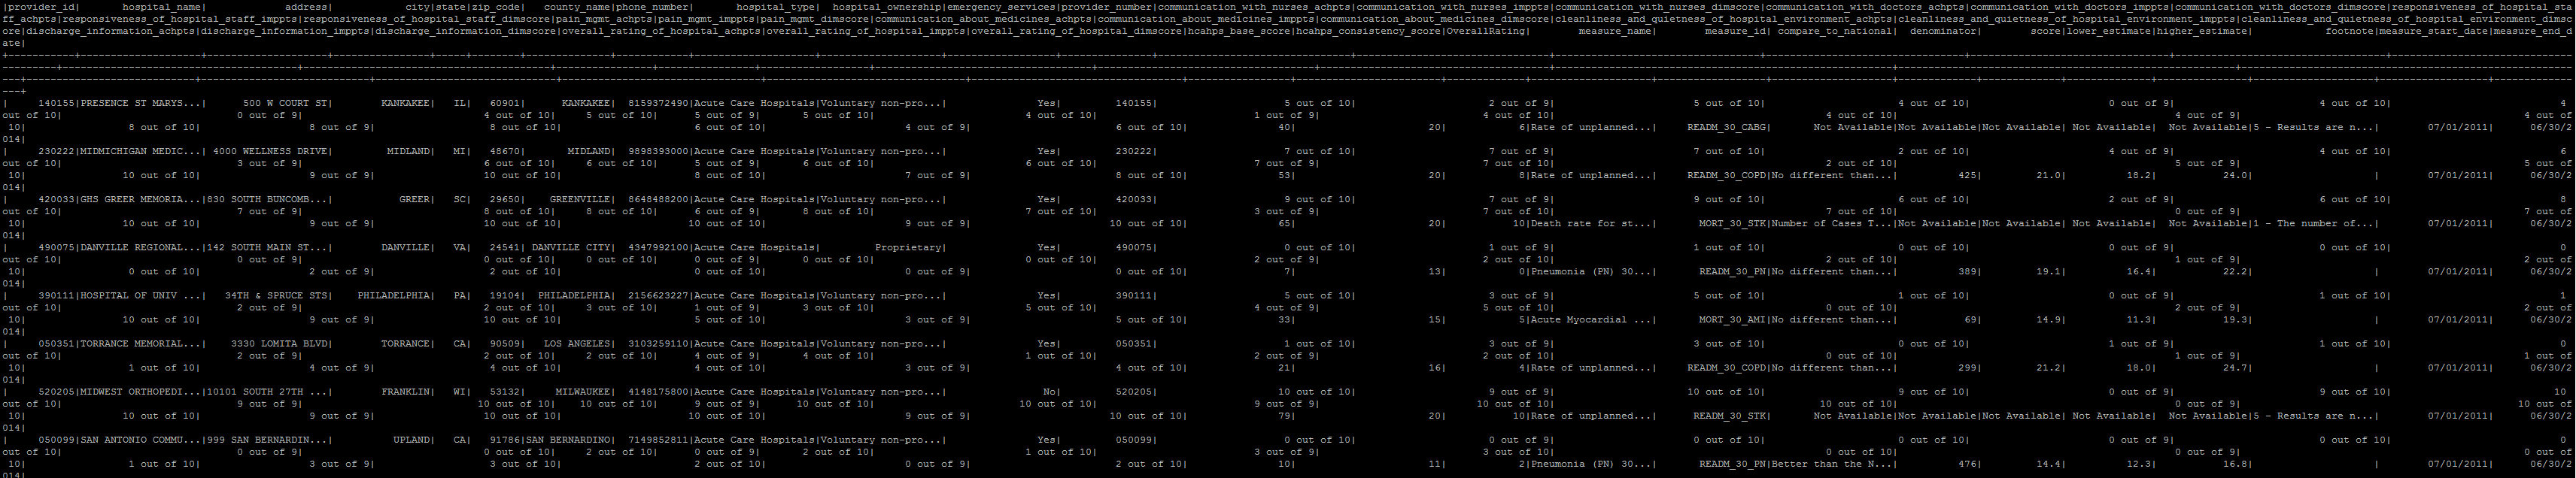 |provider_id| hospital_name| address| city|state|zip_code| county_name|phone_number| hospital_type| hospital_ownership|emergency_services|provider_number|communication_with_nurses_achpts|communication_with_nurses_imppts|communication_with_nurses_dimscore|communication_with_doctors_achpts|communication_with_doctors_imppts|communication_with_doctors_dimscore|responsiveness_of_hospital_sta
ff_achpts|responsiveness_of_hospital_staff_imppts|responsiveness_of_hospital_staff_dimscore|pain_mgmt_achpts|pain_mgmt_imppts|pain_mgmt_dimscore|communication_about_medicines_achpts|communication_about_medicines_imppts|communication_about_medicines_dimscore|cleanliness_and_quietness_of_hospital_environment_achpts|cleanliness_and_quietness_of_hospital_environment_imppts|cleanliness_and_quietness_of_hospital_environment_dimsc
ore|discharge_information_achpts|discharge_information_imppts|discharge_information_dimscore|overall_rating_of_hospital_achpts|overall_rating_of_hospital_imppts|overall_rating_of_hospital_dimscore|hcahps_base_score|hcahps_consistency_score|OverallRating| measure_name| measure_id| compare_to_national| denominator| score|lower_estimate|higher_estimate| footnote|measure_start_date|measure_end_d
ate|
| 140155|PRESENCE ST MARYS...| 500 W COURT ST| KANKAKEE| IL| 60901| KANKAKEE| 8159372490|Acute Care Hospitals|Voluntary non-pro...| Yes| 140155| 5 out of 10| 2 out of 9| 5 out of 10| 4 out of 10| 0 out of 9| 4 out of 10| 4
out of 10| 0 out of 9| 4 out of 10| 5 out of 10| 5 out of 9| 5 out of 10| 4 out of 10| 1 out of 9| 4 out of 10| 4 out of 10| 4 out of 9| 4 out of
10| 8 out of 10| 8 out of 9| 8 out of 10| 6 out of 10| 4 out of 9| 6 out of 10| 40| 20| 6|Rate of unplanned...| READM_30_CABG| Not Available|Not Available|Not Available| Not Available| Not Available|5 - Results are n...| 07/01/2011| 06/30/2
014|
| 230222|MIDMICHIGAN MEDIC...| 4000 WELLNESS DRIVE| MIDLAND| MI| 48670| MIDLAND| 9898393000|Acute Care Hospitals|Voluntary non-pro...| Yes| 230222| 7 out of 10| 7 out of 9| 7 out of 10| 2 out of 10| 4 out of 9| 4 out of 10| 6
out of 10| 3 out of 9| 6 out of 10| 6 out of 10| 5 out of 9| 6 out of 10| 6 out of 10| 7 out of 9| 7 out of 10| 2 out of 10| 5 out of 9| 5 out of
10| 10 out of 10| 9 out of 9| 10 out of 10| 8 out of 10| 7 out of 9| 8 out of 10| 53| 20| 8|Rate of unplanned...| READM_30_COPD|No different than...| 425| 21.0| 18.2| 24.0| | 07/01/2011| 06/30/2
014|
| 420033|GHS GREER MEMORIA...|830 SOUTH BUNCOMB...| GREER| SC| 29650| GREENVILLE| 8648488200|Acute Care Hospitals|Voluntary non-pro...| Yes| 420033| 9 out of 10| 7 out of 9| 9 out of 10| 6 out of 10| 2 out of 9| 6 out of 10| 8
out of 10| 7 out of 9| 8 out of 10| 8 out of 10| 6 out of 9| 8 out of 10| 7 out of 10| 3 out of 9| 7 out of 10| 7 out of 10| 0 out of 9| 7 out of
10| 10 out of 10| 9 out of 9| 10 out of 10| 10 out of 10| 9 out of 9| 10 out of 10| 65| 20| 10|Death rate for st...| MORT_30_STK|Number of Cases T...|Not Available|Not Available| Not Available| Not Available|1 - The number of...| 07/01/2011| 06/30/2
014|
| 490075|DANVILLE REGIONAL...|142 SOUTH MAIN ST...| DANVILLE| VA| 24541| DANVILLE CITY| 4347992100|Acute Care Hospitals| Proprietary| Yes| 490075| 0 out of 10| 1 out of 9| 1 out of 10| 0 out of 10| 0 out of 9| 0 out of 10| 0
out of 10| 0 out of 9| 0 out of 10| 0 out of 10| 0 out of 9| 0 out of 10| 0 out of 10| 2 out of 9| 2 out of 10| 2 out of 10| 1 out of 9| 2 out of
10| 0 out of 10| 2 out of 9| 2 out of 10| 0 out of 10| 0 out of 9| 0 out of 10| 7| 13| 0|Pneumonia (PN) 30...| READM_30_PN|No different than...| 389| 19.1| 16.4| 22.2| | 07/01/2011| 06/30/2
014|
| 390111|HOSPITAL OF UNIV ...| 34TH & SPRUCE STS| PHILADELPHIA| PA| 19104| PHILADELPHIA| 2156623227|Acute Care Hospitals|Voluntary non-pro...| Yes| 390111| 5 out of 10| 3 out of 9| 5 out of 10| 1 out of 10| 0 out of 9| 1 out of 10| 1
out of 10| 2 out of 9| 2 out of 10| 3 out of 10| 1 out of 9| 3 out of 10| 5 out of 10| 4 out of 9| 5 out of 10| 0 out of 10| 2 out of 9| 2 out of
10| 10 out of 10| 9 out of 9| 10 out of 10| 5 out of 10| 3 out of 9| 5 out of 10| 33| 15| 5|Acute Myocardial ...| MORT_30_AMI|No different than...| 69| 14.9| 11.3| 19.3| | 07/01/2011| 06/30/2
014|
| 050351|TORRANCE MEMORIAL...| 3330 LOMITA BLVD| TORRANCE| CA| 90509| LOS ANGELES| 3103259110|Acute Care Hospitals|Voluntary non-pro...| Yes| 050351| 1 out of 10| 3 out of 9| 3 out of 10| 0 out of 10| 1 out of 9| 1 out of 10| 0
out of 10| 2 out of 9| 2 out of 10| 2 out of 10| 4 out of 9| 4 out of 10| 1 out of 10| 2 out of 9| 2 out of 10| 0 out of 10| 1 out of 9| 1 out of
10| 1 out of 10| 4 out of 9| 4 out of 10| 4 out of 10| 3 out of 9| 4 out of 10| 21| 16| 4|Rate of unplanned...| READM_30_COPD|No different than...| 299| 21.2| 18.0| 24.7| | 07/01/2011| 06/30/2
014|
| 520205|MIDWEST ORTHOPEDI...|10101 SOUTH 27TH ...| FRANKLIN| WI| 53132| MILWAUKEE| 4148175800|Acute Care Hospitals|Voluntary non-pro...| No| 520205| 10 out of 10| 9 out of 9| 10 out of 10| 9 out of 10| 0 out of 9| 9 out of 10| 10
out of 10| 9 out of 9| 10 out of 10| 10 out of 10| 9 out of 9| 10 out of 10| 10 out of 10| 9 out of 9| 10 out of 10| 10 out of 10| 0 out of 9| 10 out of
10| 10 out of 10| 9 out of 9| 10 out of 10| 10 out of 10| 9 out of 9| 10 out of 10| 79| 20| 10|Rate of unplanned...| READM_30_STK| Not Available|Not Available|Not Available| Not Available| Not Available|5 - Results are n...| 07/01/2011| 06/30/2
014|
| 050099|SAN ANTONIO COMMU...|999 SAN BERNARDIN...| UPLAND| CA| 91786|SAN BERNARDINO| 7149852811|Acute Care Hospitals|Voluntary non-pro...| Yes| 050099| 0 out of 10| 0 out of 9| 0 out of 10| 0 out of 10| 0 out of 9| 0 out of 10| 0
out of 10| 0 out of 9| 0 out of 10| 2 out of 10| 0 out of 9| 2 out of 10| 1 out of 10| 3 out of 9| 3 out of 10| 0 out of 10| 0 out of 9| 0 out of
10| 1 out of 10| 3 out of 9| 3 out of 10| 2 out of 10| 0 out of 9| 2 out of 10| 10| 11| 2|Pneumonia (PN) 30...| READM_30_PN|Better than the N...| 476| 14.4| 12.3| 16.8| | 07/01/2011| 06/30/2
014|